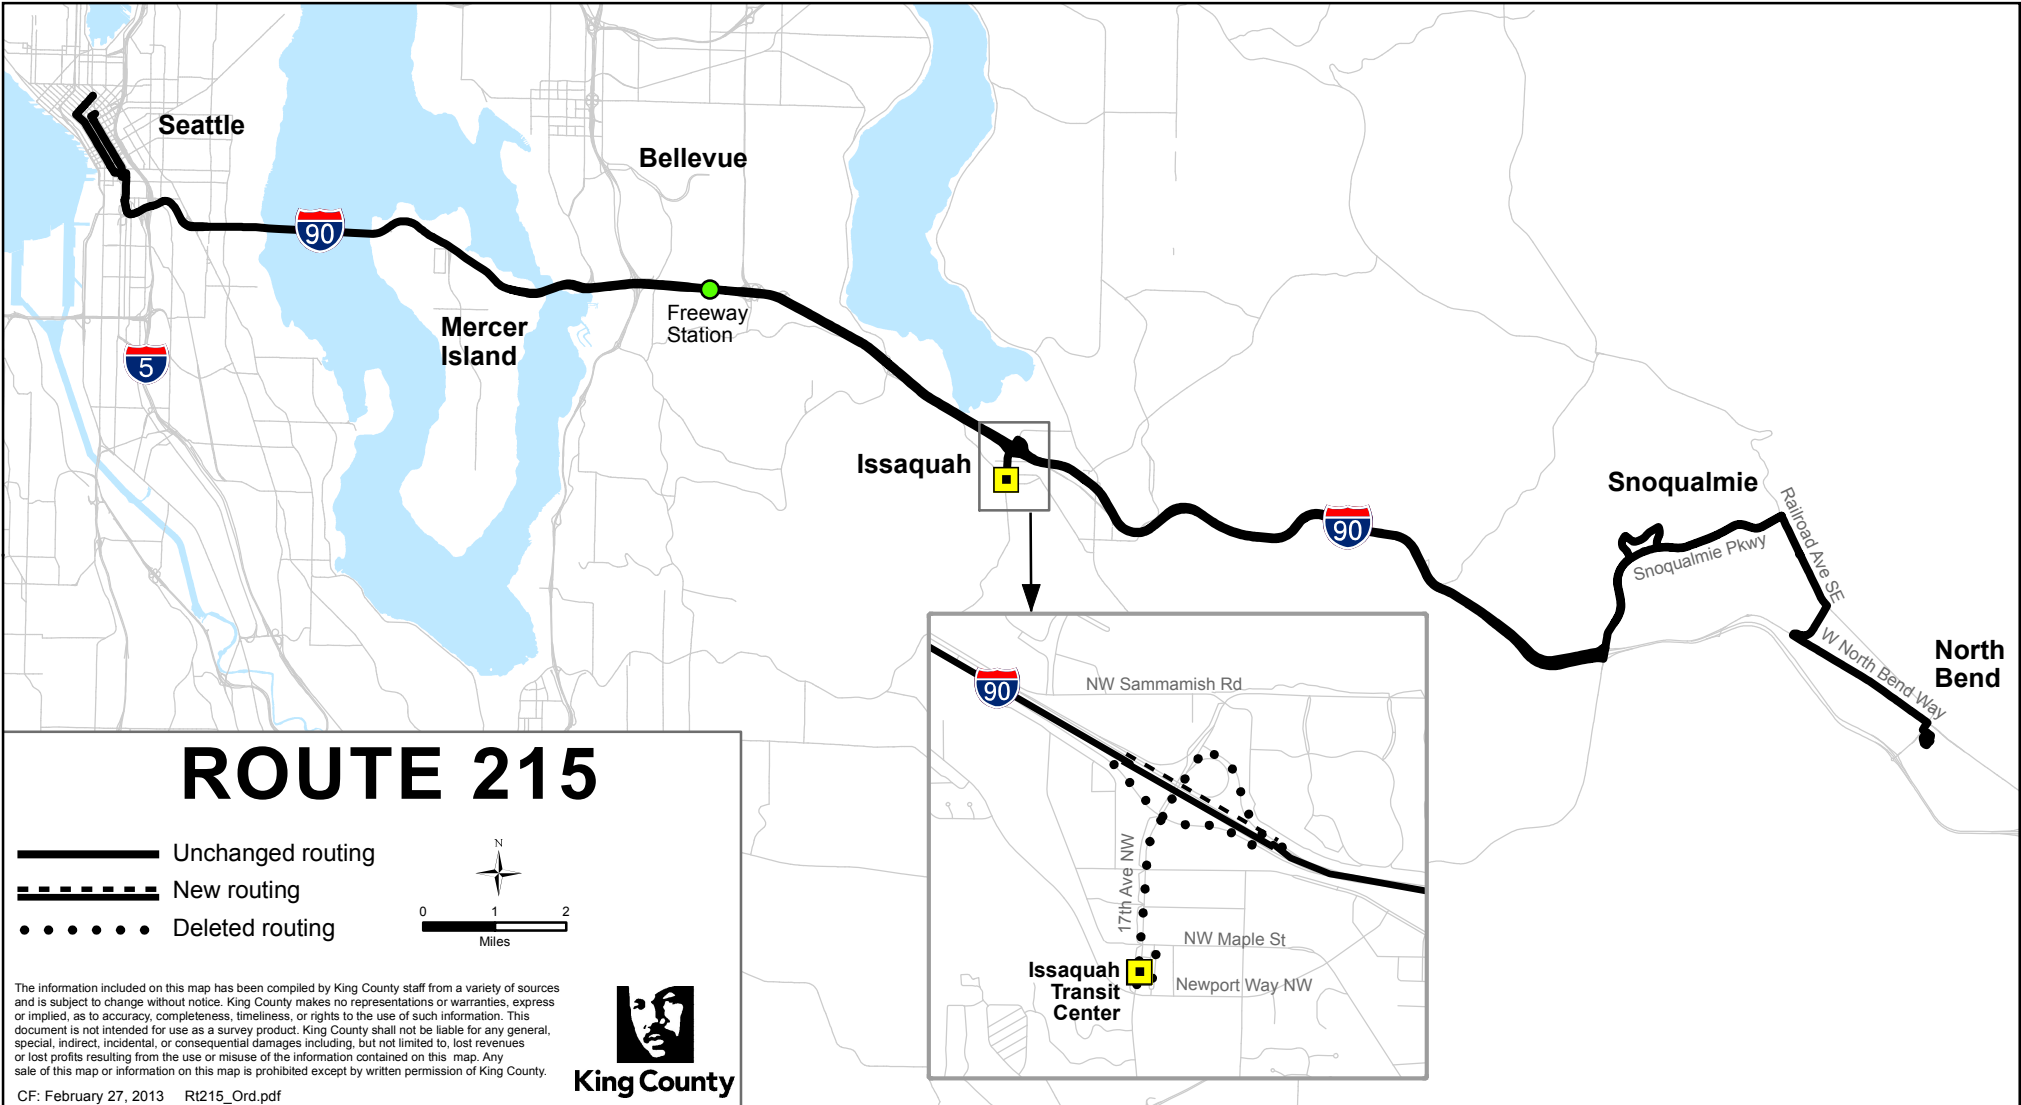 Seattle
Bellevue
90
Freeway
Station
Mercer
Island
5
Issaquah
Snoqualmie
90
Railroad Ave SE
Snoqualmie Pkwy
W North Bend Way
North
Bend
90
NW Sammamish Rd
17th Ave NW
NW Maple St
Issaquah
Transit
Center
Newport Way NW
ROUTE 215
Unchanged routing
New routing
Deleted routing
N
0 1 2
Miles
The information included on this map has been compiled by King County staff from a variety of sources
and is subject to change without notice. King County makes no representations or warranties, express
or implied, as to accuracy, completeness, timeliness, or rights to the use of such information. This
document is not intended for use as a survey product. King County shall not be liable for any general,
special, indirect, incidental, or consequential damages including, but not limited to, lost revenues
or lost profits resulting from the use or misuse of the information contained on this map. Any
sale of this map or information on this map is prohibited except by written permission of King County.
King County
CF: February 27, 2013 Rt215_Ord.pdf